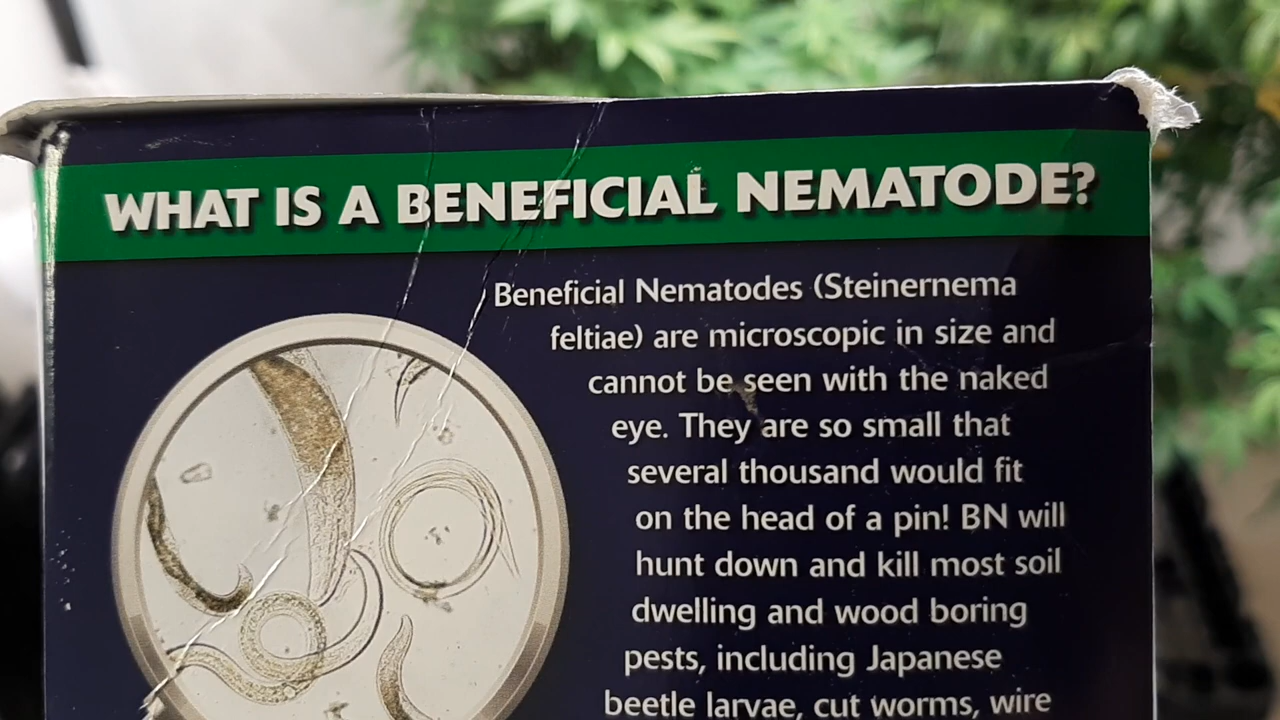 WHAT IS A BENEFICIAL NEMATODE?
Beneficial Nematodes (Steinernema
feltiae) are microscopic in size and
cannot be seen with the naked
eye. They are so small that
several thousand would fit
on the head of a pin! BN will
hunt down and kill most soil
dwelling and wood boring
pests, including Japanese
beetle larvae, cut worms, wire